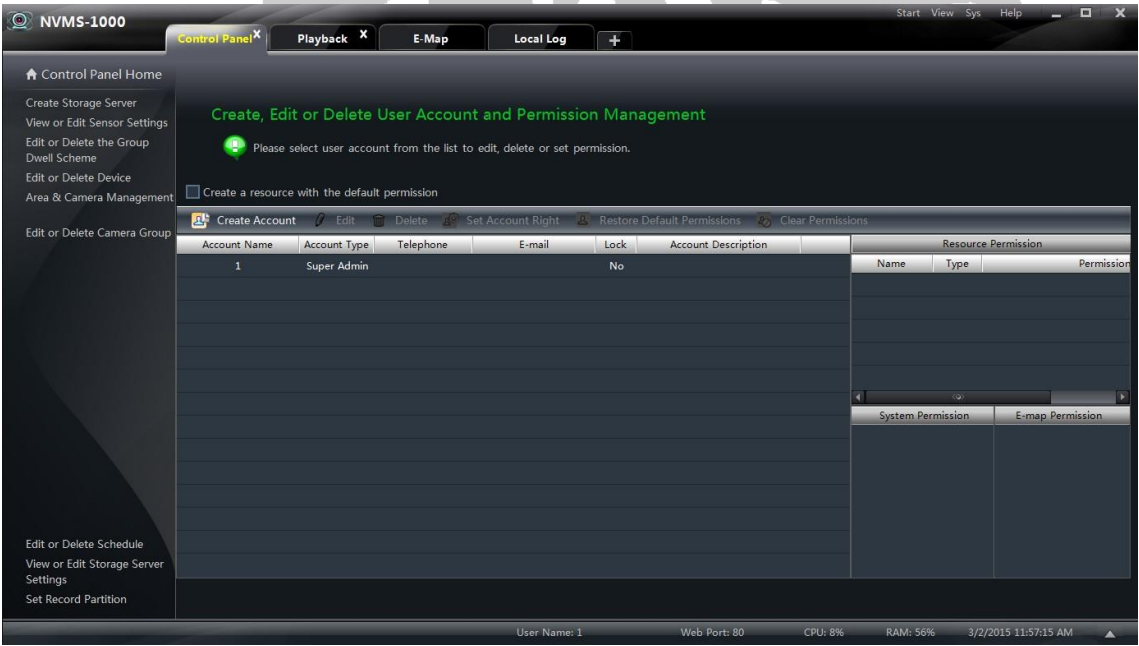 NVMS-1000
Start View Sys Help
Control Panel X
Playback X
E-Map
Local Log
+
Control Panel Home
Create Storage Server
View or Edit Sensor Settings
Edit or Delete the Group
Dwell Scheme
Edit or Delete Device
Area & Camera Management
Edit or Delete Camera Group
Edit or Delete Schedule
View or Edit Storage Server
Settings
Set Record Partition
Create, Edit or Delete User Account and Permission Management
Please select user account from the list to edit, delete or set permission.
Create a resource with the default permission
Create Account Edit Delete Set Account Right Restore Default Permissions Clear Permissions
Account Name Account Type Telephone E-mail Lock Account Description
1 Super Admin No
Resource Permission
Name Type Permission
System Permission E-map Permission
User Name: 1 Web Port: 80 CPU: 8% RAM: 56% 3/2/2015 11:57:15 AM